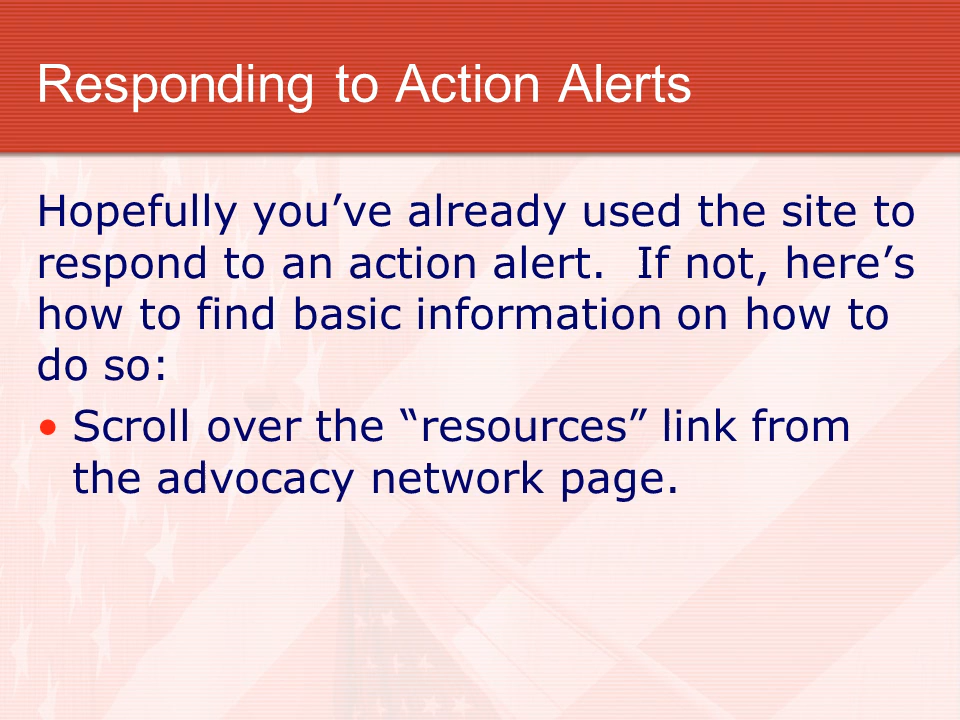 Responding to Action Alerts
Hopefully you’ve already used the site to
respond to an action alert.  If not, here’s
how to find basic information on how to
do so:
• Scroll over the “resources” link from
the advocacy network page.